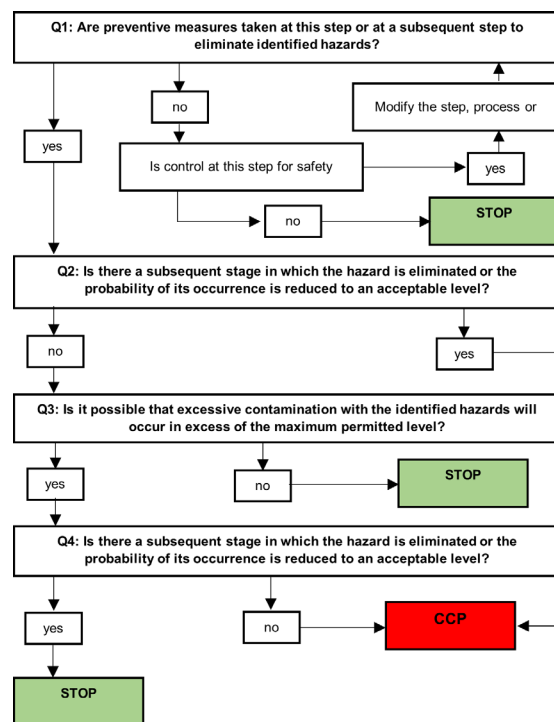 Q1: Are preventive measures taken at this step or at a subsequent step to
eliminate identified hazards?
no
Modify the step, process or
yes
Is control at this step for safety
yes
no
STOP
Q2: Is there a subsequent stage in which the hazard is eliminated or the
probability of its occurrence is reduced to an acceptable level?
no
yes
Q3: Is it possible that excessive contamination with the identified hazards will
occur in excess of the maximum permitted level?
yes
no
STOP
Q4: Is there a subsequent stage in which the hazard is eliminated or the
probability of its occurrence is reduced to an acceptable level?
yes
no
CCP
STOP